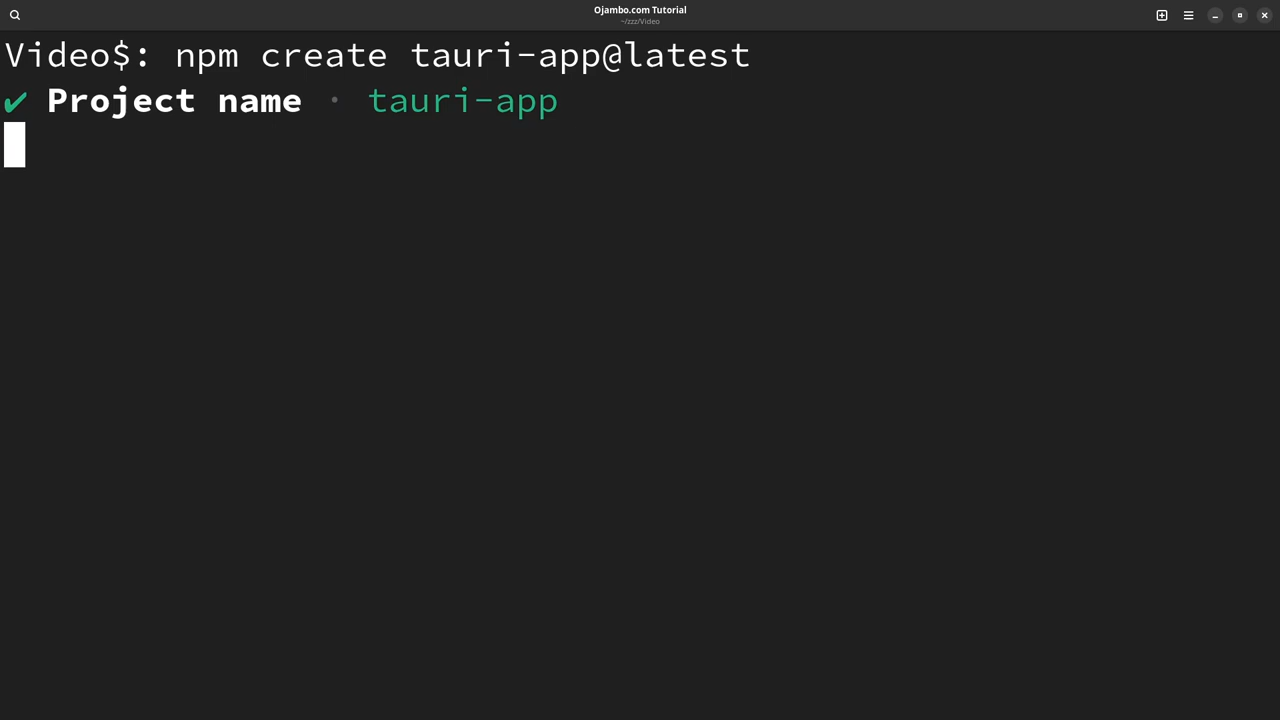 Ojambo.com Tutorial
~/zzz/Video
Video$: npm create tauri-app@latest
✔ Project name · tauri-app